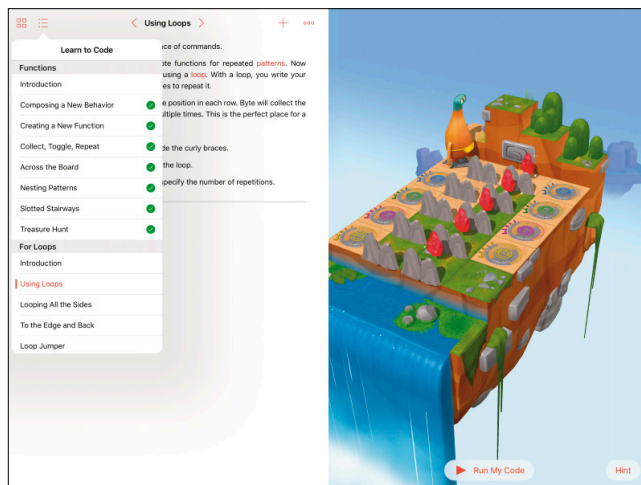 Using Loops
Learn to Code
Functions
Introduction
Composing a New Behavior
Creating a New Function
Collect, Toggle, Repeat
Across the Board
Nesting Patterns
Slotted Stairways
Treasure Hunt
For Loops
Introduction
Using Loops
Looping All the Sides
To the Edge and Back
Loop Jumper
ce of commands.
te functions for repeated patterns. Now
using a loop. With a loop, you write your
es to repeat it.
e position in each row. Byte will collect the
ultiple times. This is the perfect place for a
de the curly braces.
the loop.
specify the number of repetitions.
Run My Code
Hint